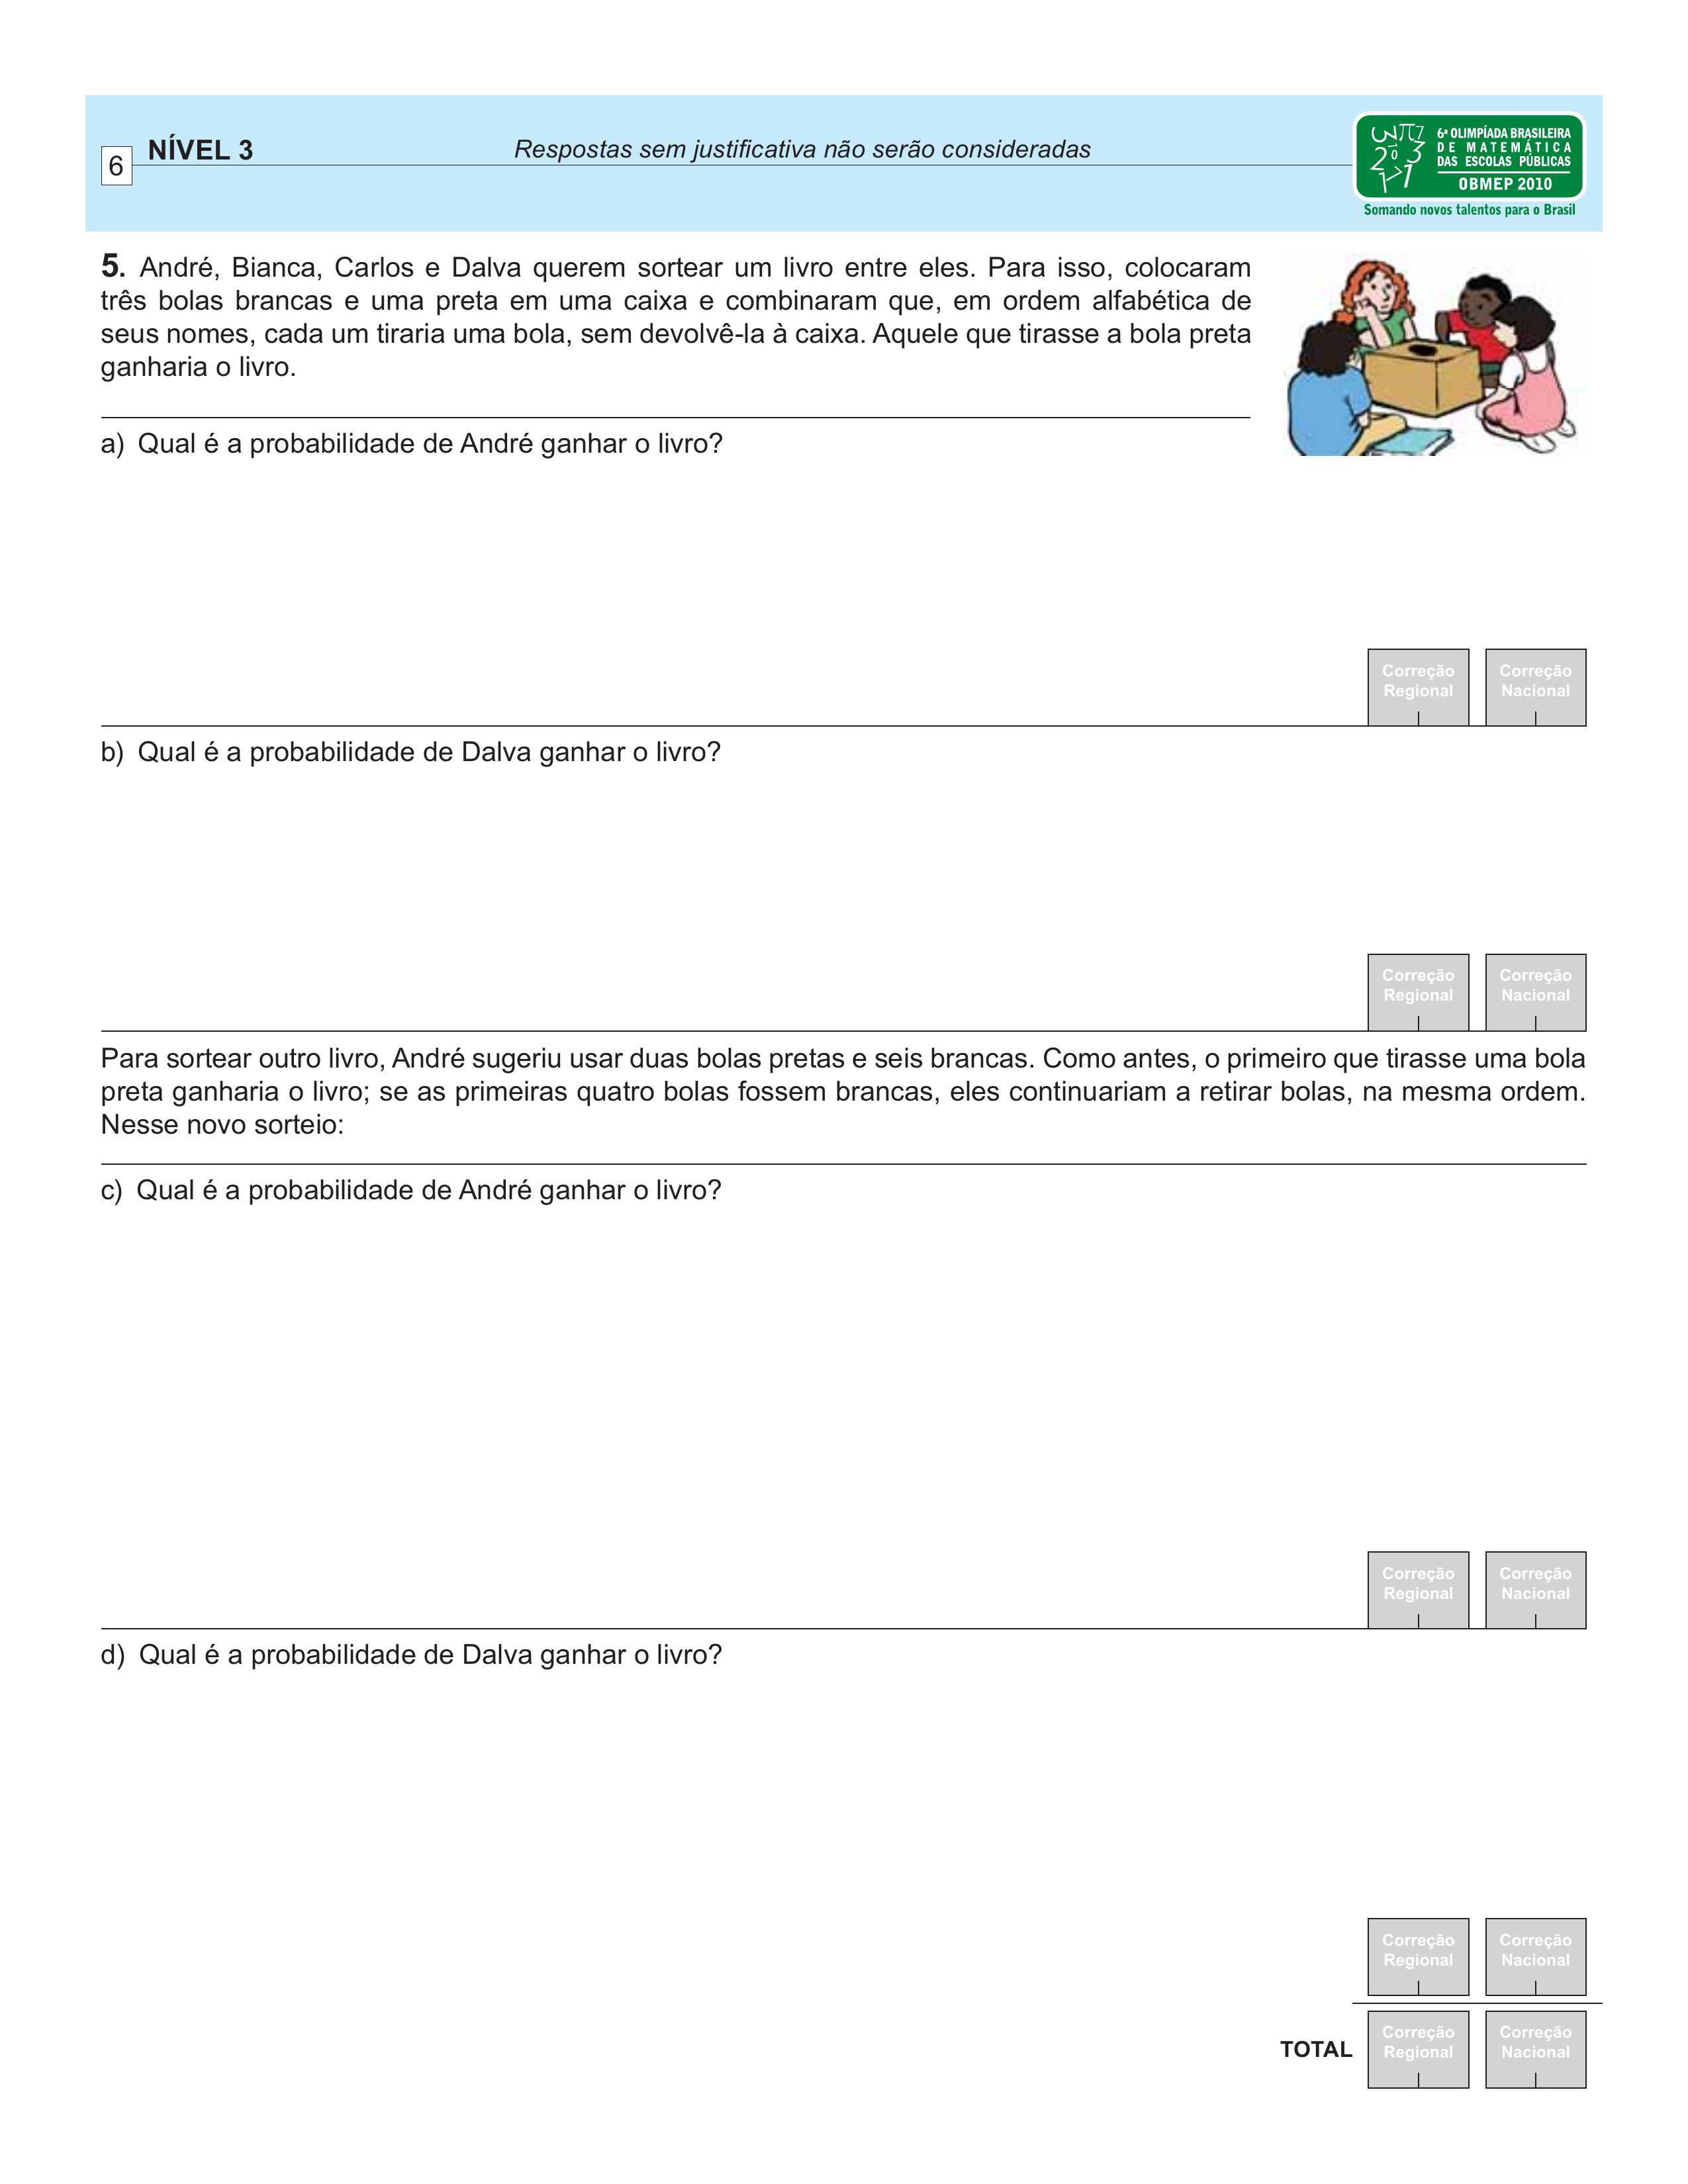 6
NÍVEL 3
Respostas sem justificativa não serão consideradas
6ª OLIMPÍADA BRASILEIRA
DE MATEMÁTICA
DAS ESCOLAS PÚBLICAS
OBMEP 2010
Somando novos talentos para o Brasil
5. André, Bianca, Carlos e Dalva querem sortear um livro entre eles. Para isso, colocaram
três bolas brancas e uma preta em uma caixa e combinaram que, em ordem alfabética de
seus nomes, cada um tiraria uma bola, sem devolvê-la à caixa. Aquele que tirasse a bola preta
ganharia o livro.
a) Qual é a probabilidade de André ganhar o livro?
Correção Regional
Correção Nacional
b) Qual é a probabilidade de Dalva ganhar o livro?
Correção Regional
Correção Nacional
Para sortear outro livro, André sugeriu usar duas bolas pretas e seis brancas. Como antes, o primeiro que tirasse uma bola
preta ganharia o livro; se as primeiras quatro bolas fossem brancas, eles continuariam a retirar bolas, na mesma ordem.
Nesse novo sorteio:
c) Qual é a probabilidade de André ganhar o livro?
Correção Regional
Correção Nacional
d) Qual é a probabilidade de Dalva ganhar o livro?
Correção Regional
Correção Nacional
TOTAL
Correção Regional
Correção Nacional